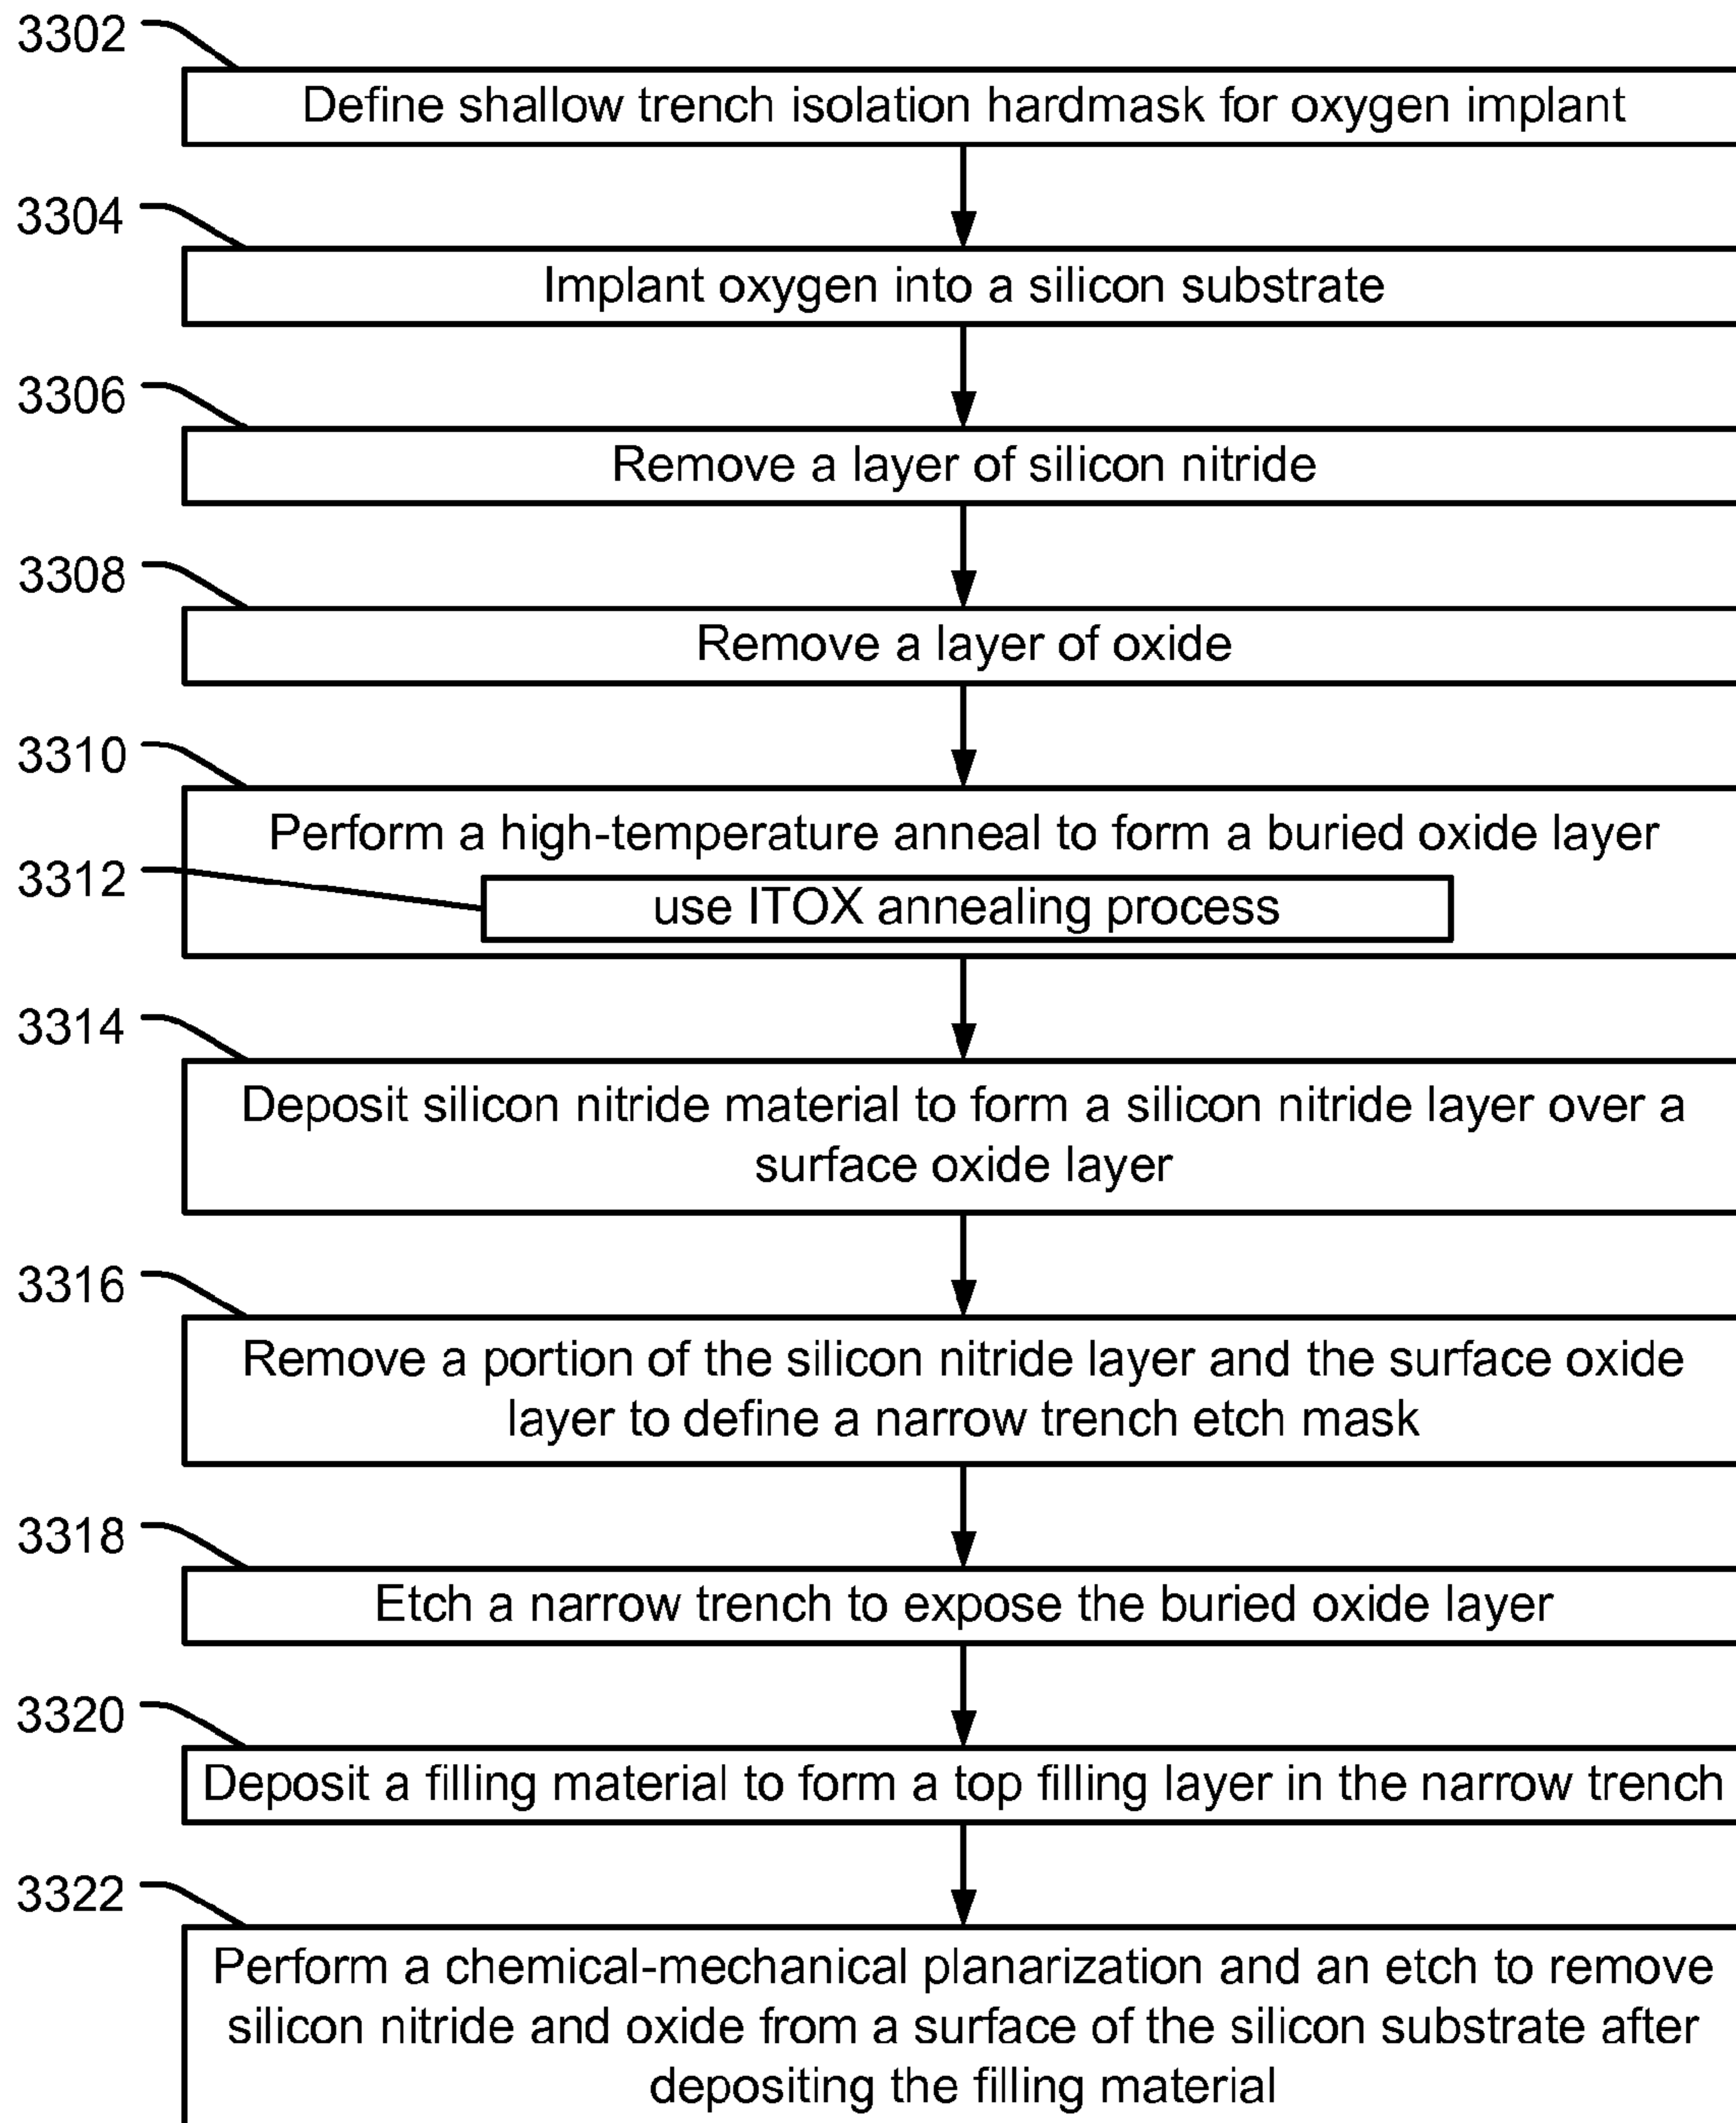 3302
Define shallow trench isolation hardmask for oxygen implant
3304
Implant oxygen into a silicon substrate
3306
Remove a layer of silicon nitride
3308
Remove a layer of oxide
3310
Perform a high-temperature anneal to form a buried oxide layer
3312
use ITOX annealing process
3314
Deposit silicon nitride material to form a silicon nitride layer over a
surface oxide layer
3316
Remove a portion of the silicon nitride layer and the surface oxide
layer to define a narrow trench etch mask
3318
Etch a narrow trench to expose the buried oxide layer
3320
Deposit a filling material to form a top filling layer in the narrow trench
3322
Perform a chemical-mechanical planarization and an etch to remove
silicon nitride and oxide from a surface of the silicon substrate after
depositing the filling material